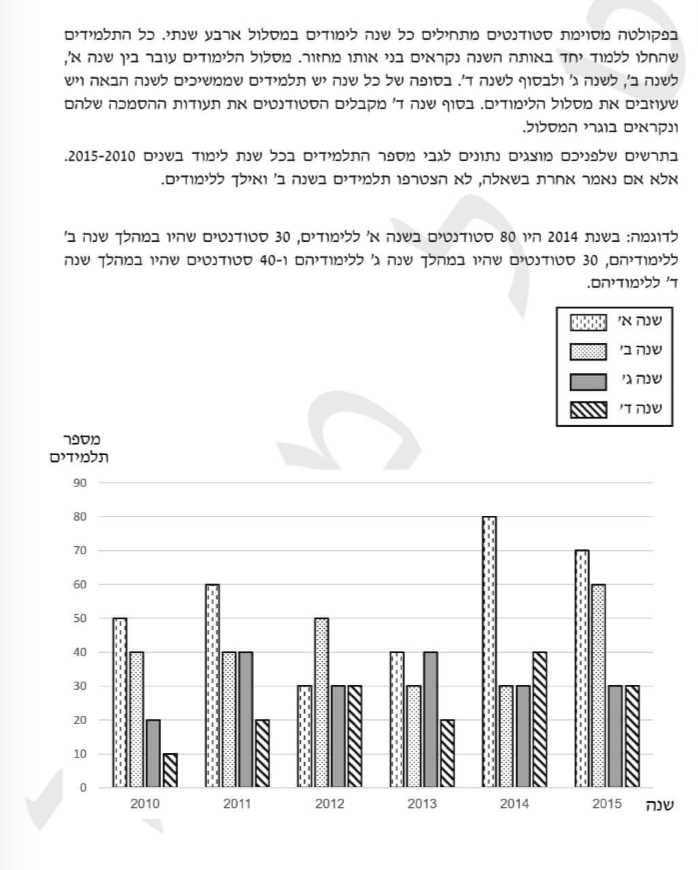 בפקולטה מסוימת סטודנטים מתחילים כל שנה לימודים במסלול ארבע שנתי. כל התלמידים
שהחלו ללמוד יחד באותה השנה נקראים בני אותו מחזור. מסלול הלימודים עובר בין שנה א׳,
לשנה ב׳, לשנה ג׳ ולבסוף לשנה ד׳. בסופה של כל שנה יש תלמידים שממשיכים לשנה הבאה ויש
שעוזבים את מסלול הלימודים. בסוף שנה ד׳ מקבלים הסטודנטים את תעודות ההסמכה שלהם
ונקראים בוגרי המסלול.
בתרשים שלפניכם מוצגים נתונים לגבי מספר התלמידים בכל שנת לימוד בשנים 2015-2010.
אלא אם נאמר אחרת בשאלה, לא הצטרפו תלמידים בשנה ב׳ ואילך ללימודים.
לדוגמה: בשנת 2014 היו 80 סטודנטים בשנה א׳ ללימודים, 30 סטודנטים שהיו במהלך שנה ב׳
ללימודיהם, 30 סטודנטים שהיו במהלך שנה ג׳ ללימודיהם ו-40 סטודנטים שהיו במהלך שנה
ד׳ ללימודיהם.
שנה א׳
שנה ב׳
שנה ג׳
שנה ד׳
מספר
תלמידים
90
80
70
60
50
40
30
20
10
0
2010 2011 2012 2013 2014 2015 שנה